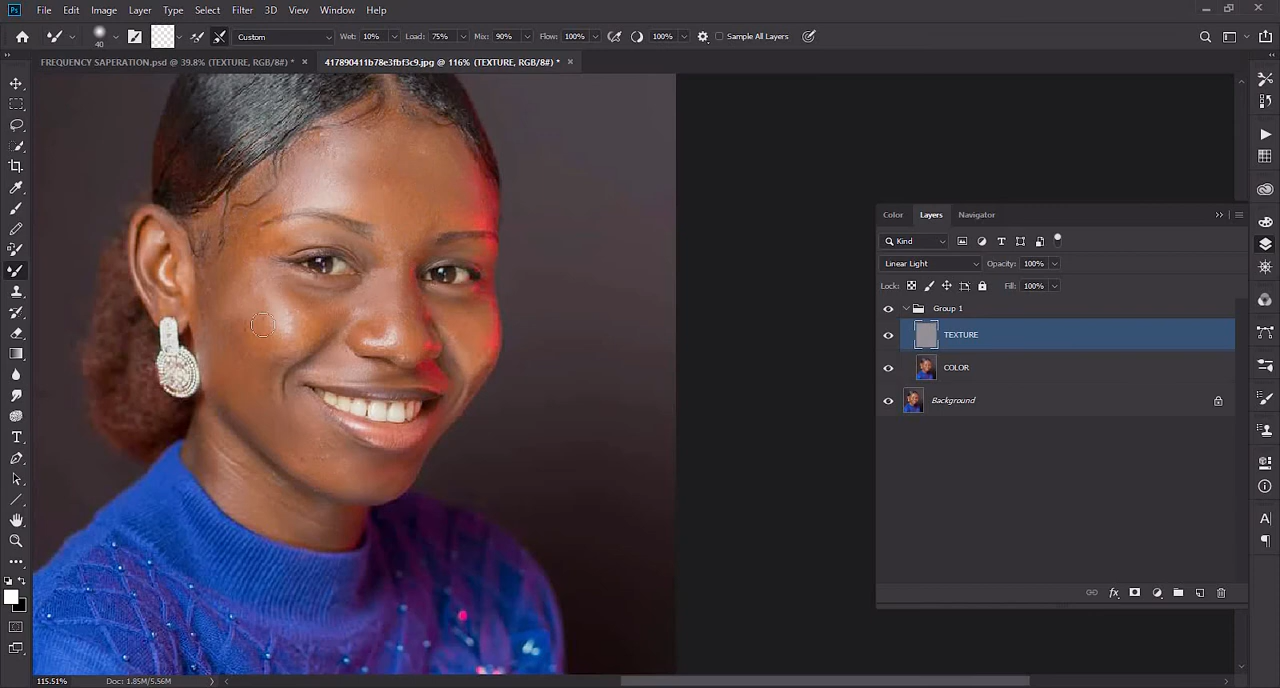 Ps File Edit Image Layer Type Select Filter 3D View Window Help
40 Custom Wet: 10% Load: 75% Mix: 90% Flow: 100% 100% Sample All Layers
FREQUENCY SAPERATION.psd @ 39.8% (TEXTURE, RGB/8#) * × 417890411b78e3fbf3c9.jpg @ 116% (TEXTURE, RGB/8#) * ×
Color Layers Navigator
Kind
Linear Light Opacity: 100%
Lock: Fill: 100%
Group 1
TEXTURE
COLOR
Background
115.51% Doc: 1.85M/5.56M